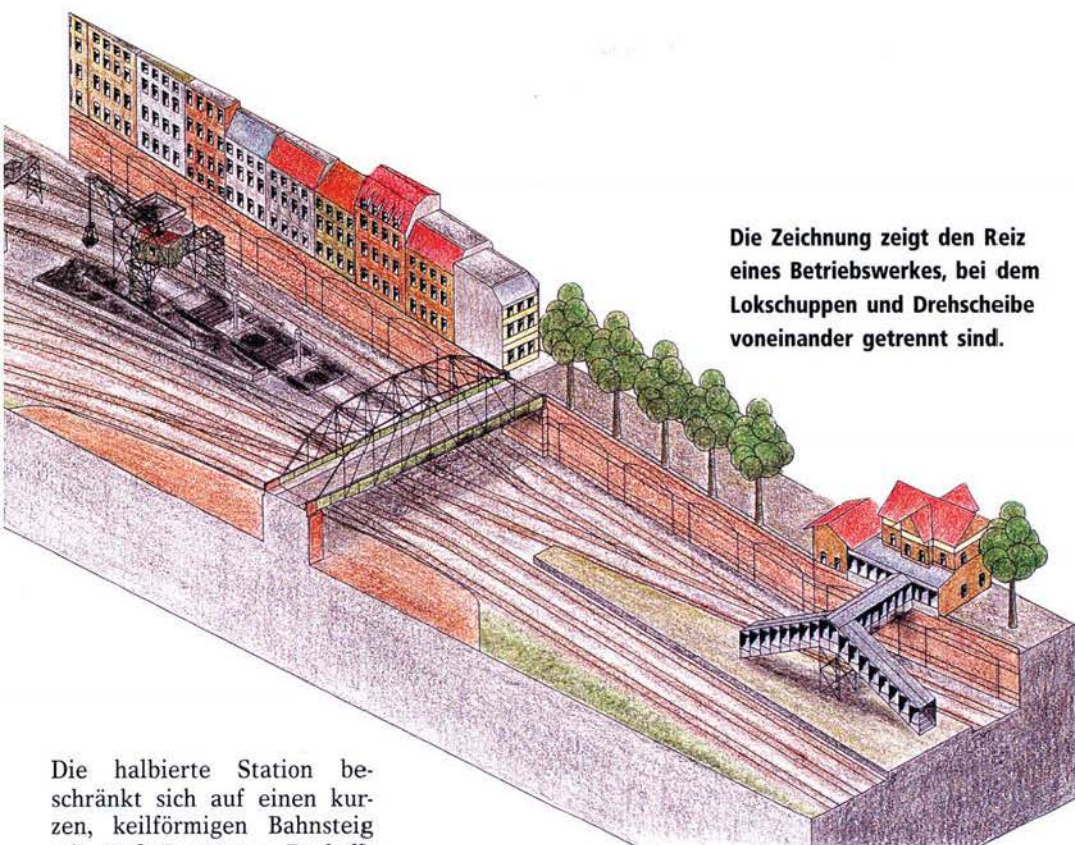 Die Zeichnung zeigt den Reiz
eines Betriebswerkes, bei dem
Lokschuppen und Drehscheibe
voneinander getrennt sind.
Die halbierte Station be-
schränkt sich auf einen kur-
zen, keilförmigen Bahnsteig